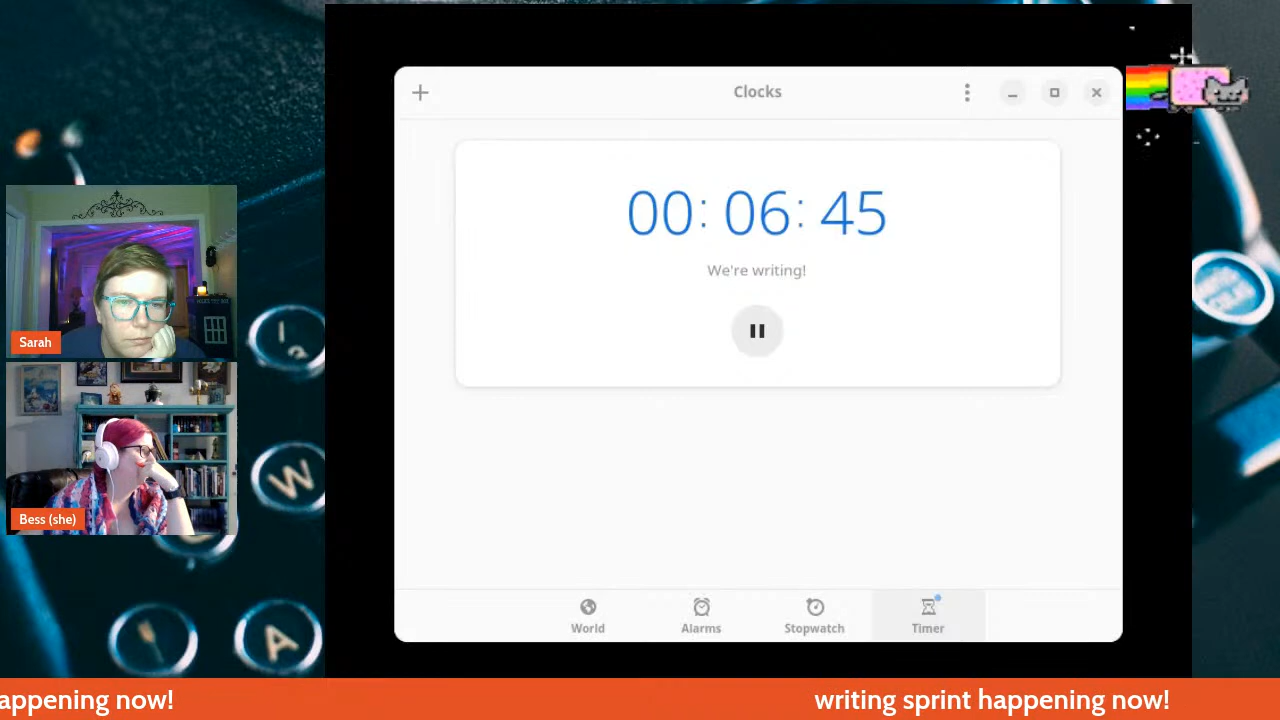 Clocks
00: 06: 45
We're writing!
Sarah
Bess (she)
I
W
A
World
Alarms
Stopwatch
Timer
appening now!
writing sprint happening now!